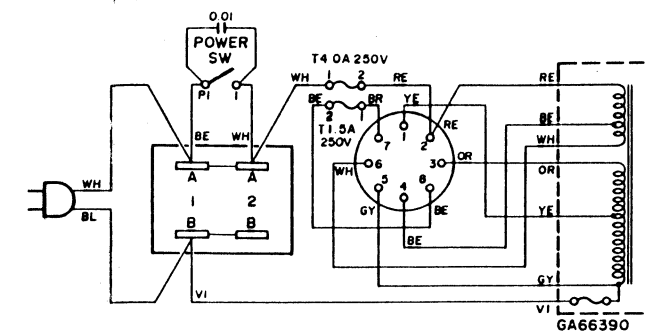 0.01
POWER
SW
P1 1
T4.0A 250V
WH 1 2 RE
BE BR
2 1
T1.5A
250V
YE
RE
RE
BE
WH
OR
YE
GY
BE WH
A A
1 2
B B
WH
BL
1
7 2
WH 6 3 OR
5 4 8
GY BE
BE
VI
VI
GA66390